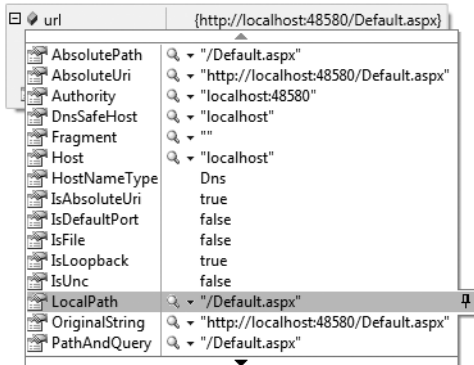 url {http://localhost:48580/Default.aspx}
AbsolutePath "/Default.aspx"
AbsoluteUri "http://localhost:48580/Default.aspx"
Authority "localhost:48580"
DnsSafeHost "localhost"
Fragment ""
Host "localhost"
HostNameType Dns
IsAbsoluteUri true
IsDefaultPort false
IsFile false
IsLoopback true
IsUnc false
LocalPath "/Default.aspx"
OriginalString "http://localhost:48580/Default.aspx"
PathAndQuery "/Default.aspx"